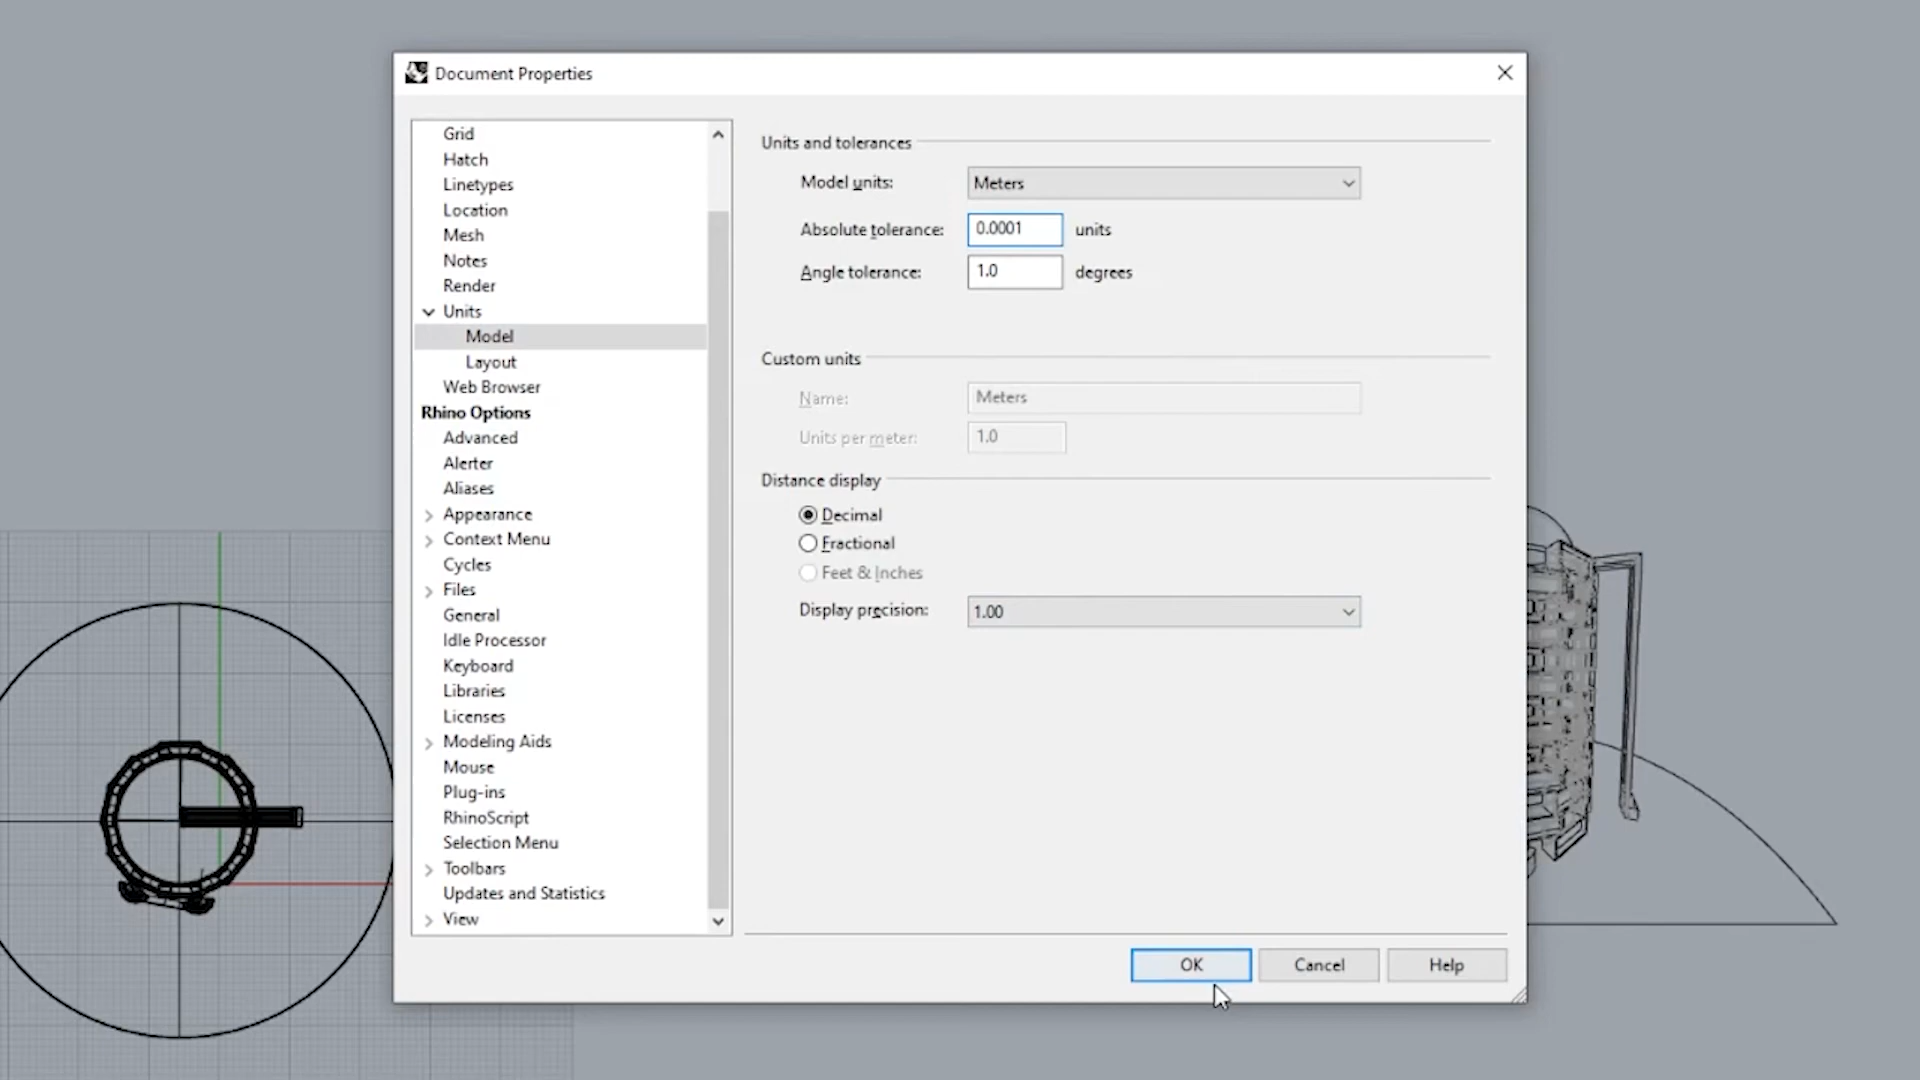 Document Properties
Grid
Hatch
Linetypes
Location
Mesh
Notes
Render
Units
Model
Layout
Web Browser
Rhino Options
Advanced
Alerter
Aliases
Appearance
Context Menu
Cycles
Files
General
Idle Processor
Keyboard
Libraries
Licenses
Modeling Aids
Mouse
Plug-ins
RhinoScript
Selection Menu
Toolbars
Updates and Statistics
View
Units and tolerances
Model units: Meters
Absolute tolerance: 0.0001 units
Angle tolerance: 1.0 degrees
Custom units
Name: Meters
Units per meter: 1.0
Distance display
Decimal
Fractional
Feet & Inches
Display precision: 1.00
OK Cancel Help